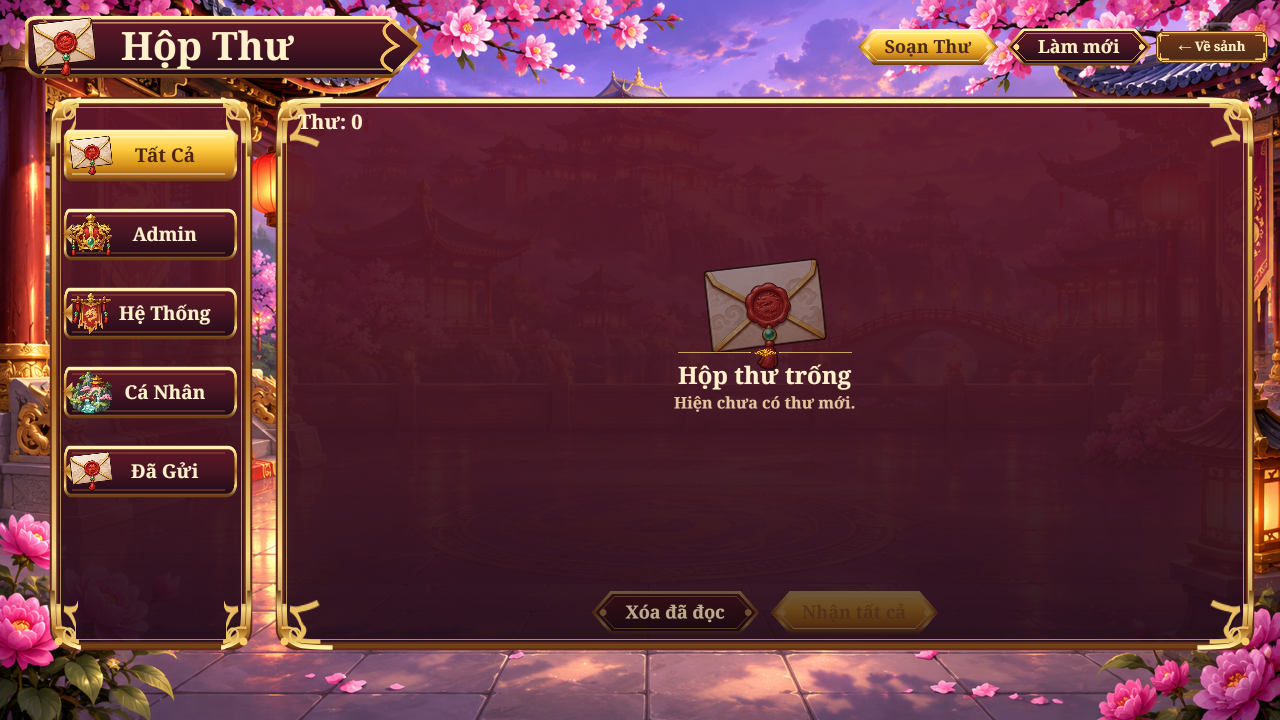 Hộp Thư
Soạn Thư
Làm mới
← Về sảnh
Tất Cả
Admin
Hệ Thống
Cá Nhân
Đã Gửi
Thư: 0
Hộp thư trống
Hiện chưa có thư mới.
Xóa đã đọc
Nhận tất cả